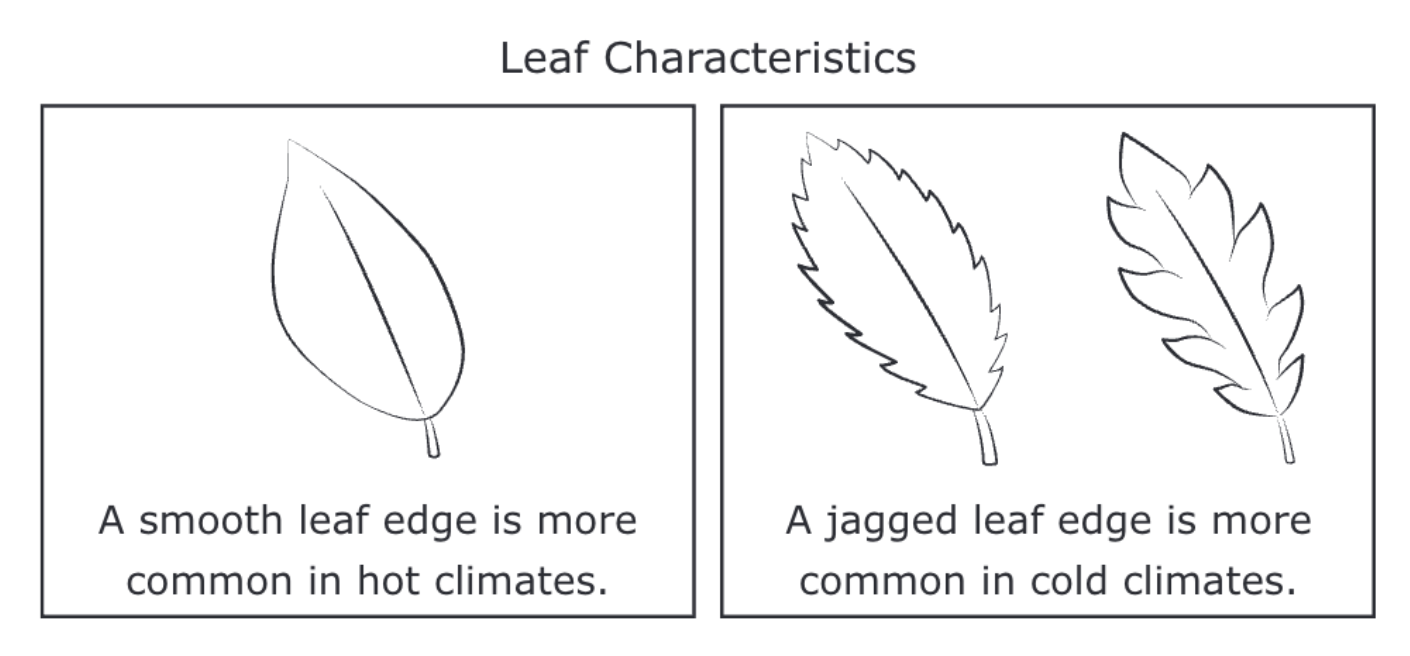 Leaf Characteristics
A smooth leaf edge is more
common in hot climates.
A jagged leaf edge is more
common in cold climates.